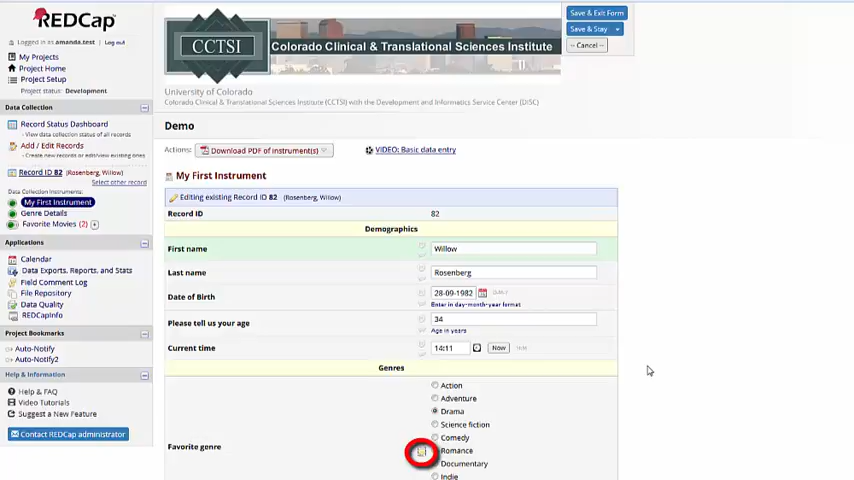 REDCap
Logged in as amanda.test | Log out
My Projects
Project Home
Project Setup
Project status: Development
Data Collection
Record Status Dashboard
- View data collection status of all records
Add / Edit Records
- Create new records or edit/view existing ones
Record ID 82 (Rosenberg, Willow)
Select other record
Data Collection Instruments:
My First Instrument
Genre Details
Favorite Movies (2) +
Applications
Calendar
Data Exports, Reports, and Stats
Field Comment Log
File Repository
Data Quality
REDCapInfo
Project Bookmarks
Auto-Notify
Auto-Notify2
Help & Information
Help & FAQ
Video Tutorials
Suggest a New Feature
Contact REDCap administrator
CCTSI
Colorado Clinical & Translational Sciences Institute
University of Colorado
Colorado Clinical & Translational Sciences Institute (CCTSI) with the Development and Informatics Service Center (DISC)
Save & Exit Form
Save & Stay
-- Cancel --
Demo
Actions: Download PDF of instrument(s) VIDEO: Basic data entry
My First Instrument
Editing existing Record ID 82 (Rosenberg, Willow)
Record ID 82
Demographics
First name Willow
Last name Rosenberg
Date of Birth 28-09-1982
Enter in day-month-year format
Please tell us your age 34
Age in years
Current time 14:11 Now
Genres
Action
Adventure
Drama
Science fiction
Comedy
Favorite genre
Romance
Documentary
Indie